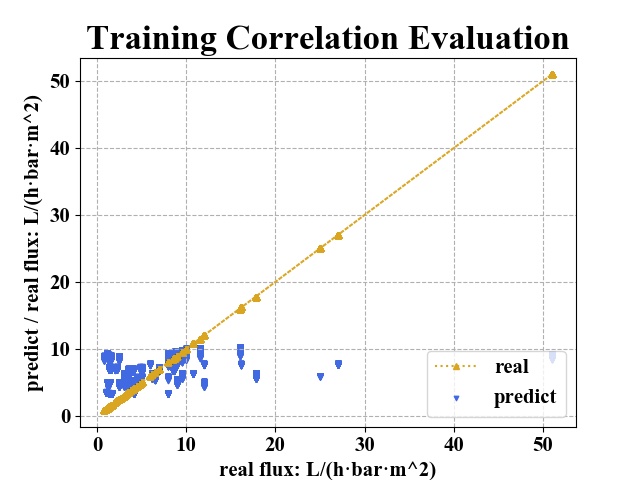 Training Correlation Evaluation
predict / real flux: L/(h·bar·m^2)
50
40
30
20
10
0
real
predict
0 10 20 30 40 50
real flux: L/(h·bar·m^2)